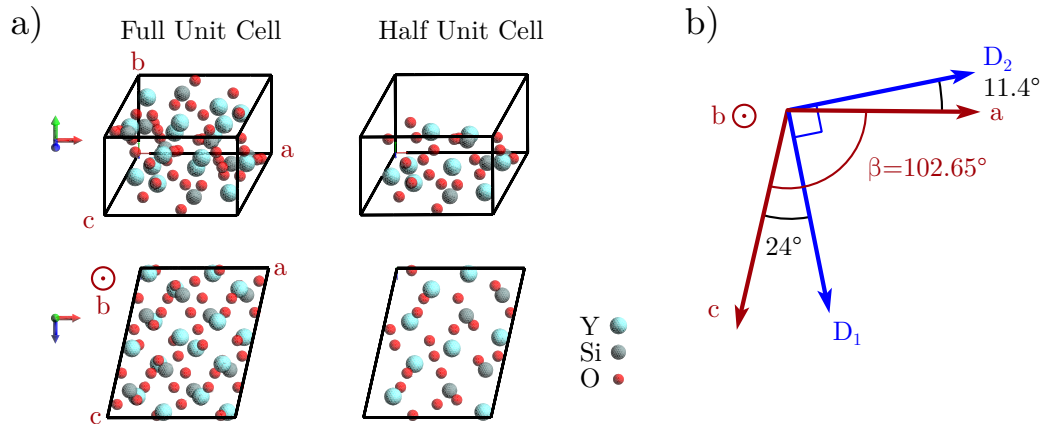 a)
Full Unit Cell
Half Unit Cell
b
a
c
b
a
c
Y
Si
O
b)
D₂
11.4°
b
a
β=102.65°
24°
c
D₁